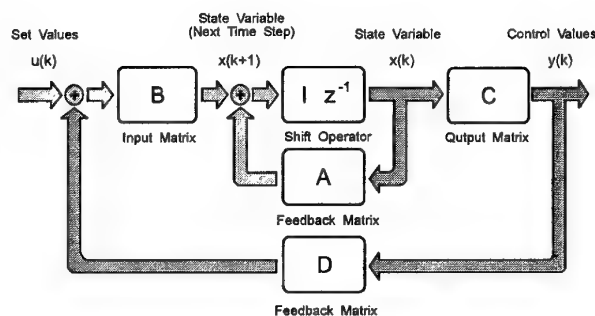 Set Values
u(k)
State Variable
(Next Time Step)
x(k+1)
State Variable
x(k)
Control Values
y(k)
B
I z⁻¹
C
Input Matrix
Shift Operator
Qutput Matrix
A
Feedback Matrix
D
Feedback Matrix